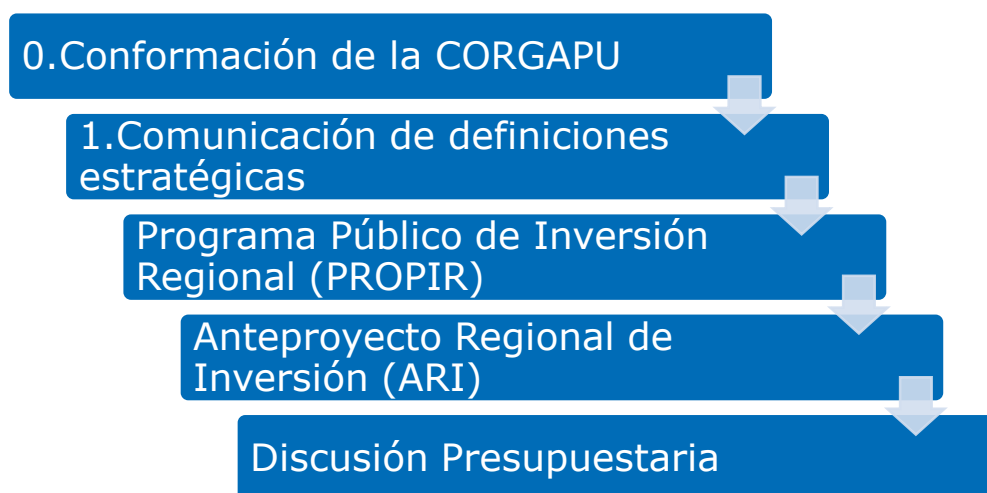 0.Conformación de la CORGAPU
1.Comunicación de definiciones
estratégicas
Programa Público de Inversión
Regional (PROPIR)
Anteproyecto Regional de
Inversión (ARI)
Discusión Presupuestaria